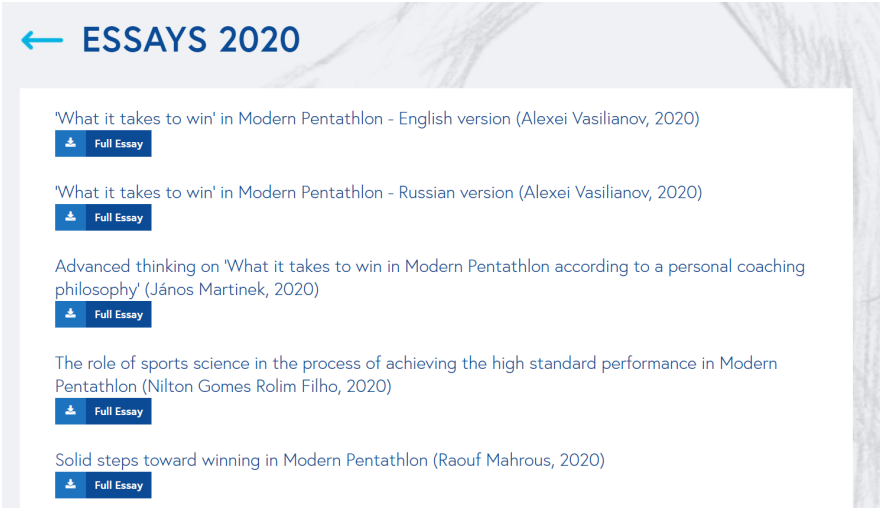 ESSAYS 2020
'What it takes to win' in Modern Pentathlon - English version (Alexei Vasilianov, 2020)
Full Essay
'What it takes to win' in Modern Pentathlon - Russian version (Alexei Vasilianov, 2020)
Full Essay
Advanced thinking on 'What it takes to win in Modern Pentathlon according to a personal coaching
philosophy' (János Martinek, 2020)
Full Essay
The role of sports science in the process of achieving the high standard performance in Modern
Pentathlon (Nilton Gomes Rolim Filho, 2020)
Full Essay
Solid steps toward winning in Modern Pentathlon (Raouf Mahrous, 2020)
Full Essay